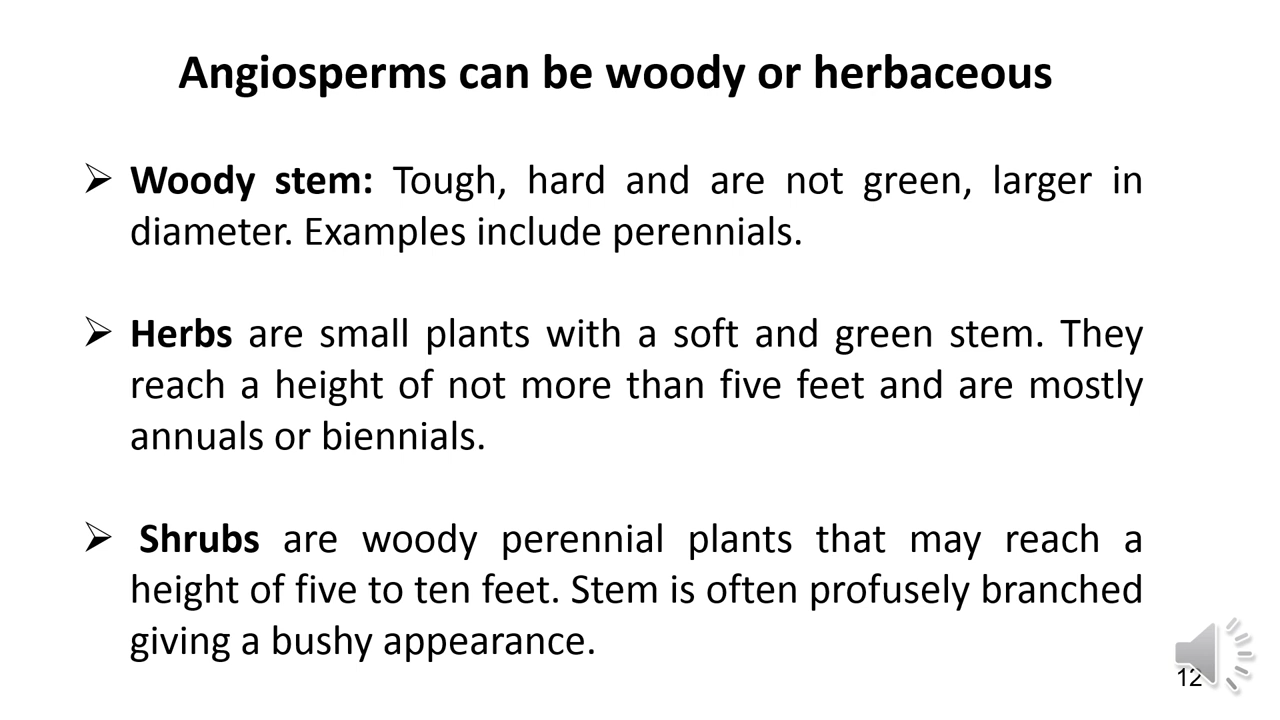 Angiosperms can be woody or herbaceous
➢ Woody stem: Tough, hard and are not green, larger in
diameter. Examples include perennials.
➢ Herbs are small plants with a soft and green stem. They
reach a height of not more than five feet and are mostly
annuals or biennials.
➢ Shrubs are woody perennial plants that may reach a
height of five to ten feet. Stem is often profusely branched
giving a bushy appearance.
12